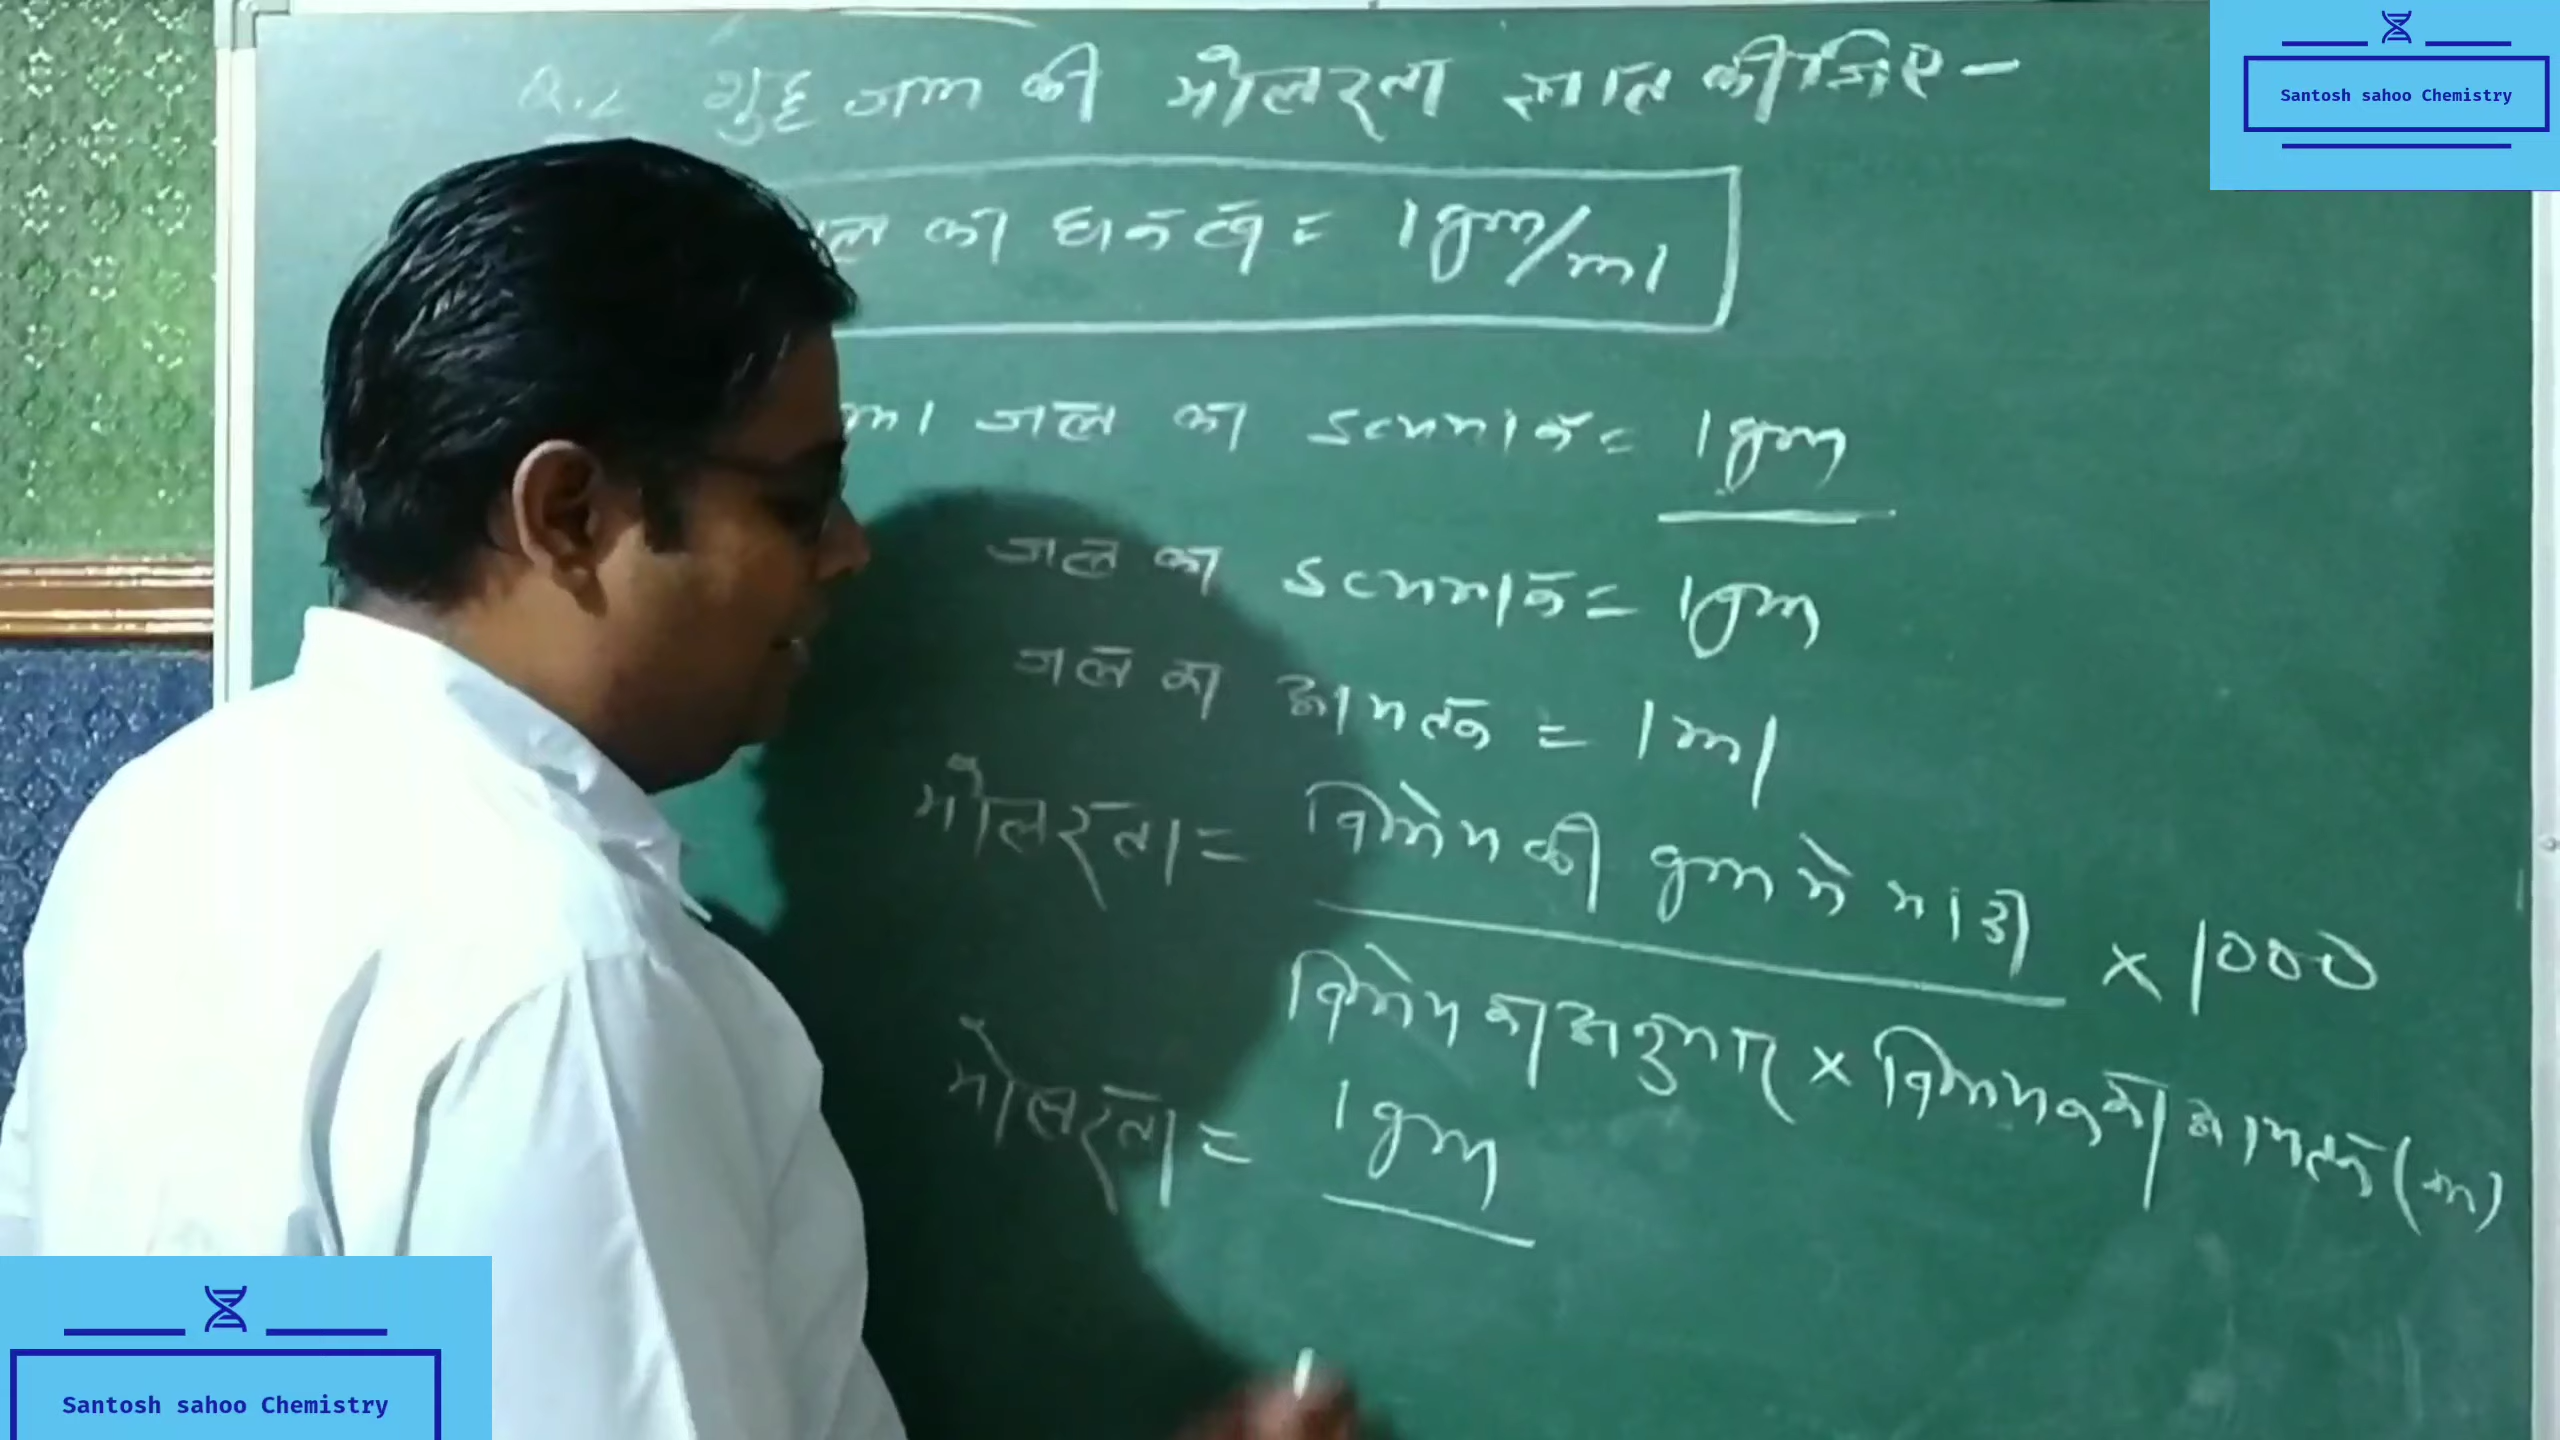 Q.2 शुद्ध जल की मोलरता ज्ञात कीजिए -
जल का घनत्व = 1gm/ml
ml जल का द्रव्यमान = 1gm
जल का द्रव्यमान = 1gm
जल का आयतन = 1ml
मोलरता = विलेय की gm में मात्रा × 1000
विलेय का अणुभार × विलयन का आयतन (ml)
मोलरता = 1gm
Santosh sahoo Chemistry
Santosh sahoo Chemistry